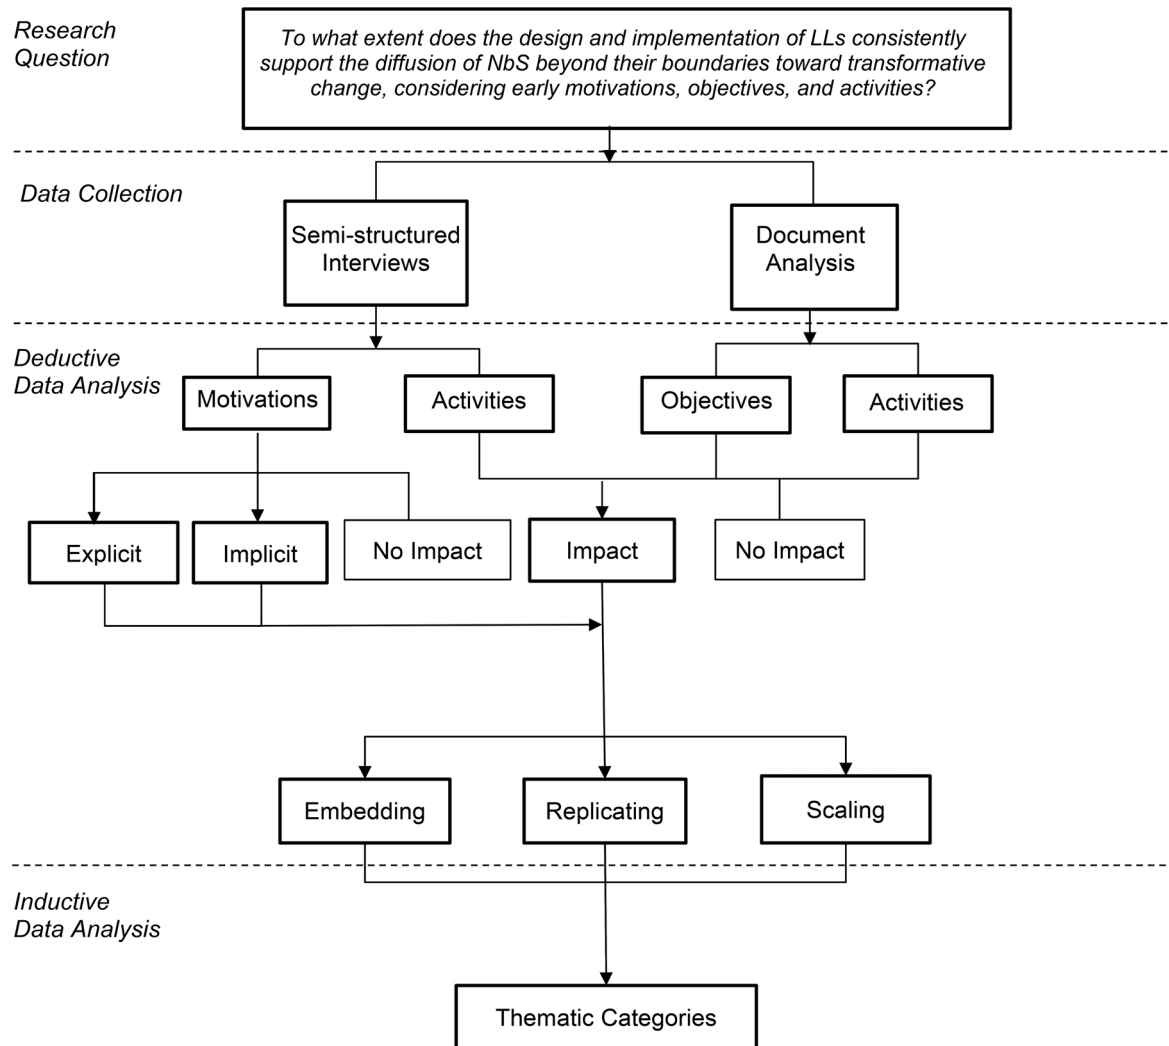 Research
Question
To what extent does the design and implementation of LLs consistently
support the diffusion of NbS beyond their boundaries toward transformative
change, considering early motivations, objectives, and activities?
Data Collection
Semi-structured
Interviews
Document
Analysis
Deductive
Data Analysis
Motivations
Activities
Objectives
Activities
Explicit
Implicit
No Impact
Impact
No Impact
Embedding
Replicating
Scaling
Inductive
Data Analysis
Thematic Categories